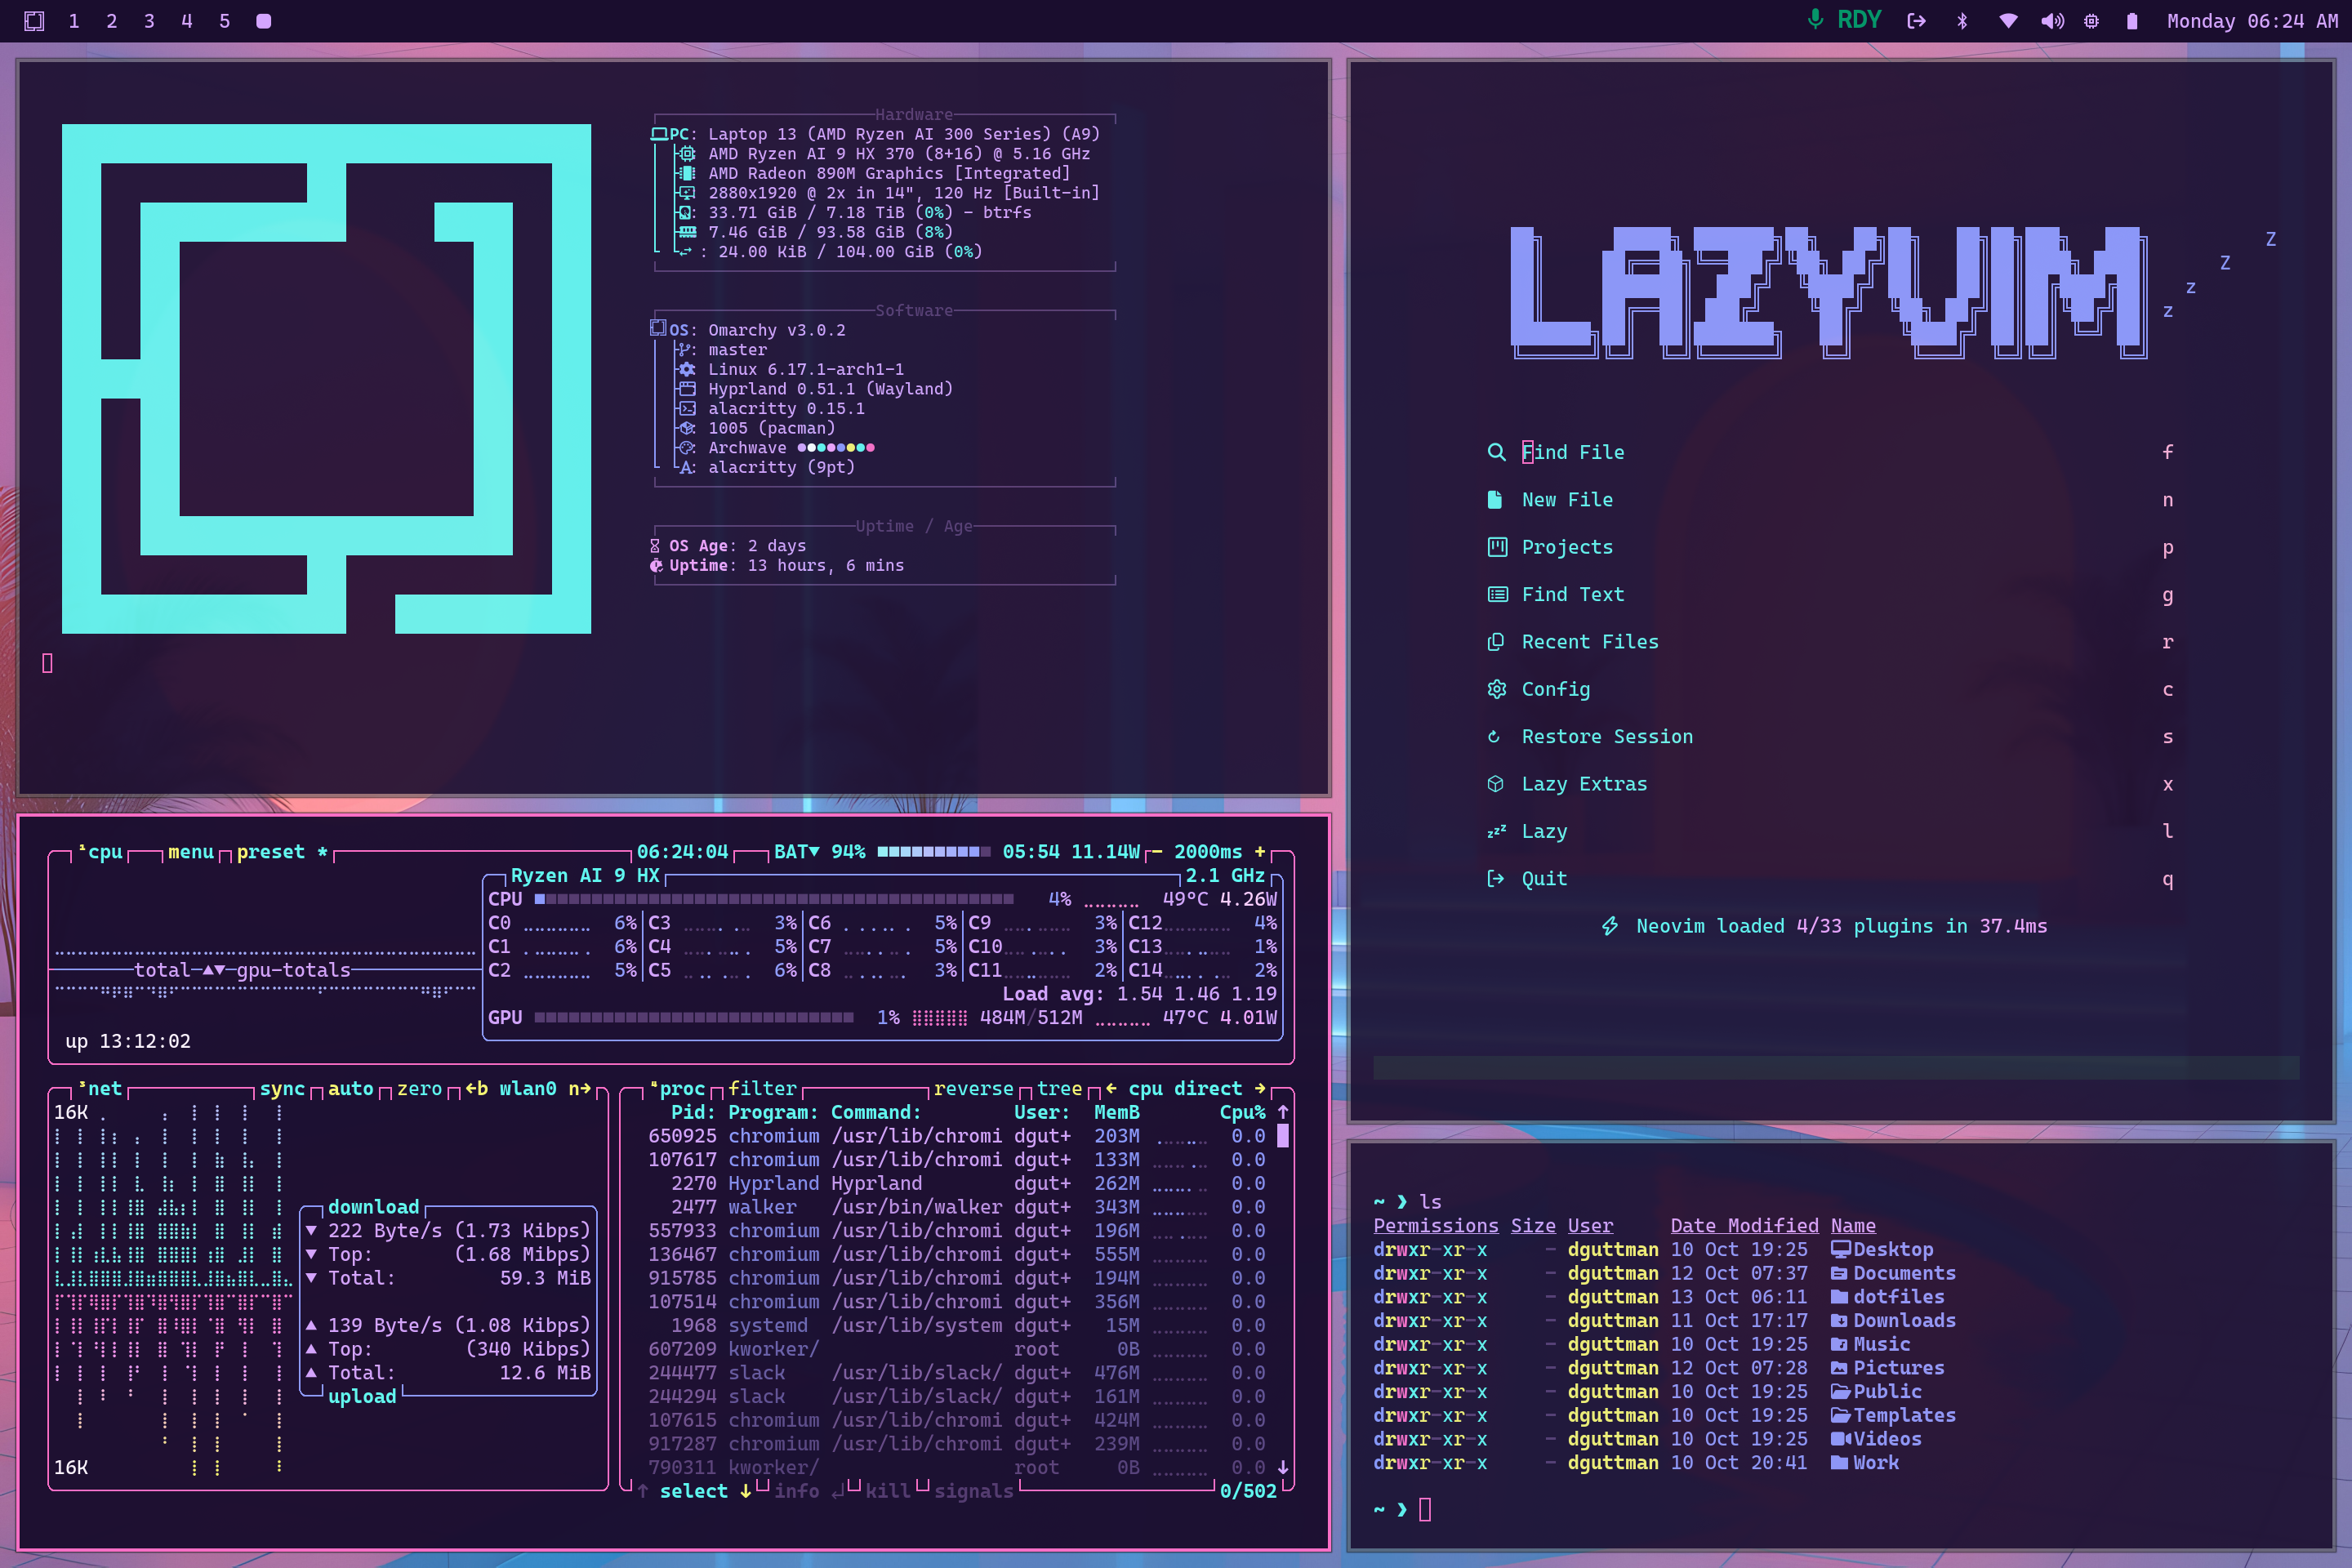 1 2 3 4 5 RDY Monday 06:24 AM
Hardware
PC: Laptop 13 (AMD Ryzen AI 300 Series) (A9)
AMD Ryzen AI 9 HX 370 (8+16) @ 5.16 GHz
AMD Radeon 890M Graphics [Integrated]
2880x1920 @ 2x in 14", 120 Hz [Built-in]
: 33.71 GiB / 7.18 TiB (0%) - btrfs
7.46 GiB / 93.58 GiB (8%)
: 24.00 KiB / 104.00 GiB (0%)
Software
OS: Omarchy v3.0.2
: master
: Linux 6.17.1-arch1-1
Hyprland 0.51.1 (Wayland)
alacritty 0.15.1
: 1005 (pacman)
: Archwave
: alacritty (9pt)
Uptime / Age
OS Age: 2 days
Uptime: 13 hours, 6 mins
LAZYVIM z z Z Z
Find File f
New File n
Projects p
Find Text g
Recent Files r
Config c
Restore Session s
Lazy Extras x
zzz Lazy l
Quit q
Neovim loaded 4/33 plugins in 37.4ms
¹cpu menu preset * 06:24:04 BAT▼ 94% 05:54 11.14W - 2000ms +
Ryzen AI 9 HX 2.1 GHz
CPU 4% 49°C 4.26W
C0 6% C3 3% C6 5% C9 3% C12 4%
C1 6% C4 5% C7 5% C10 3% C13 1%
total▲▼gpu-totals C2 5% C5 6% C8 3% C11 2% C14 2%
Load avg: 1.54 1.46 1.19
GPU 1% 484M/512M 47°C 4.01W
up 13:12:02
³net sync auto zero ←b wlan0 n→
16K
download
▼ 222 Byte/s (1.73 Kibps)
▼ Top: (1.68 Mibps)
▼ Total: 59.3 MiB
▲ 139 Byte/s (1.08 Kibps)
▲ Top: (340 Kibps)
▲ Total: 12.6 MiB
upload
16K
⁴proc filter reverse tree ← cpu direct →
Pid: Program: Command: User: MemB Cpu% ↑
650925 chromium /usr/lib/chromi dgut+ 203M 0.0
107617 chromium /usr/lib/chromi dgut+ 133M 0.0
2270 Hyprland Hyprland dgut+ 262M 0.0
2477 walker /usr/bin/walker dgut+ 343M 0.0
557933 chromium /usr/lib/chromi dgut+ 196M 0.0
136467 chromium /usr/lib/chromi dgut+ 555M 0.0
915785 chromium /usr/lib/chromi dgut+ 194M 0.0
107514 chromium /usr/lib/chromi dgut+ 356M 0.0
1968 systemd /usr/lib/system dgut+ 15M 0.0
607209 kworker/ root 0B 0.0
244477 slack /usr/lib/slack/ dgut+ 476M 0.0
244294 slack /usr/lib/slack/ dgut+ 161M 0.0
107615 chromium /usr/lib/chromi dgut+ 424M 0.0
917287 chromium /usr/lib/chromi dgut+ 239M 0.0
790311 kworker/ root 0B 0.0 ↓
↑ select ↓ info ↵ kill signals 0/502
~ ❯ ls
Permissions Size User Date Modified Name
drwxr-xr-x - dguttman 10 Oct 19:25 Desktop
drwxr-xr-x - dguttman 12 Oct 07:37 Documents
drwxr-xr-x - dguttman 13 Oct 06:11 dotfiles
drwxr-xr-x - dguttman 11 Oct 17:17 Downloads
drwxr-xr-x - dguttman 10 Oct 19:25 Music
drwxr-xr-x - dguttman 12 Oct 07:28 Pictures
drwxr-xr-x - dguttman 10 Oct 19:25 Public
drwxr-xr-x - dguttman 10 Oct 19:25 Templates
drwxr-xr-x - dguttman 10 Oct 19:25 Videos
drwxr-xr-x - dguttman 10 Oct 20:41 Work
~ ❯